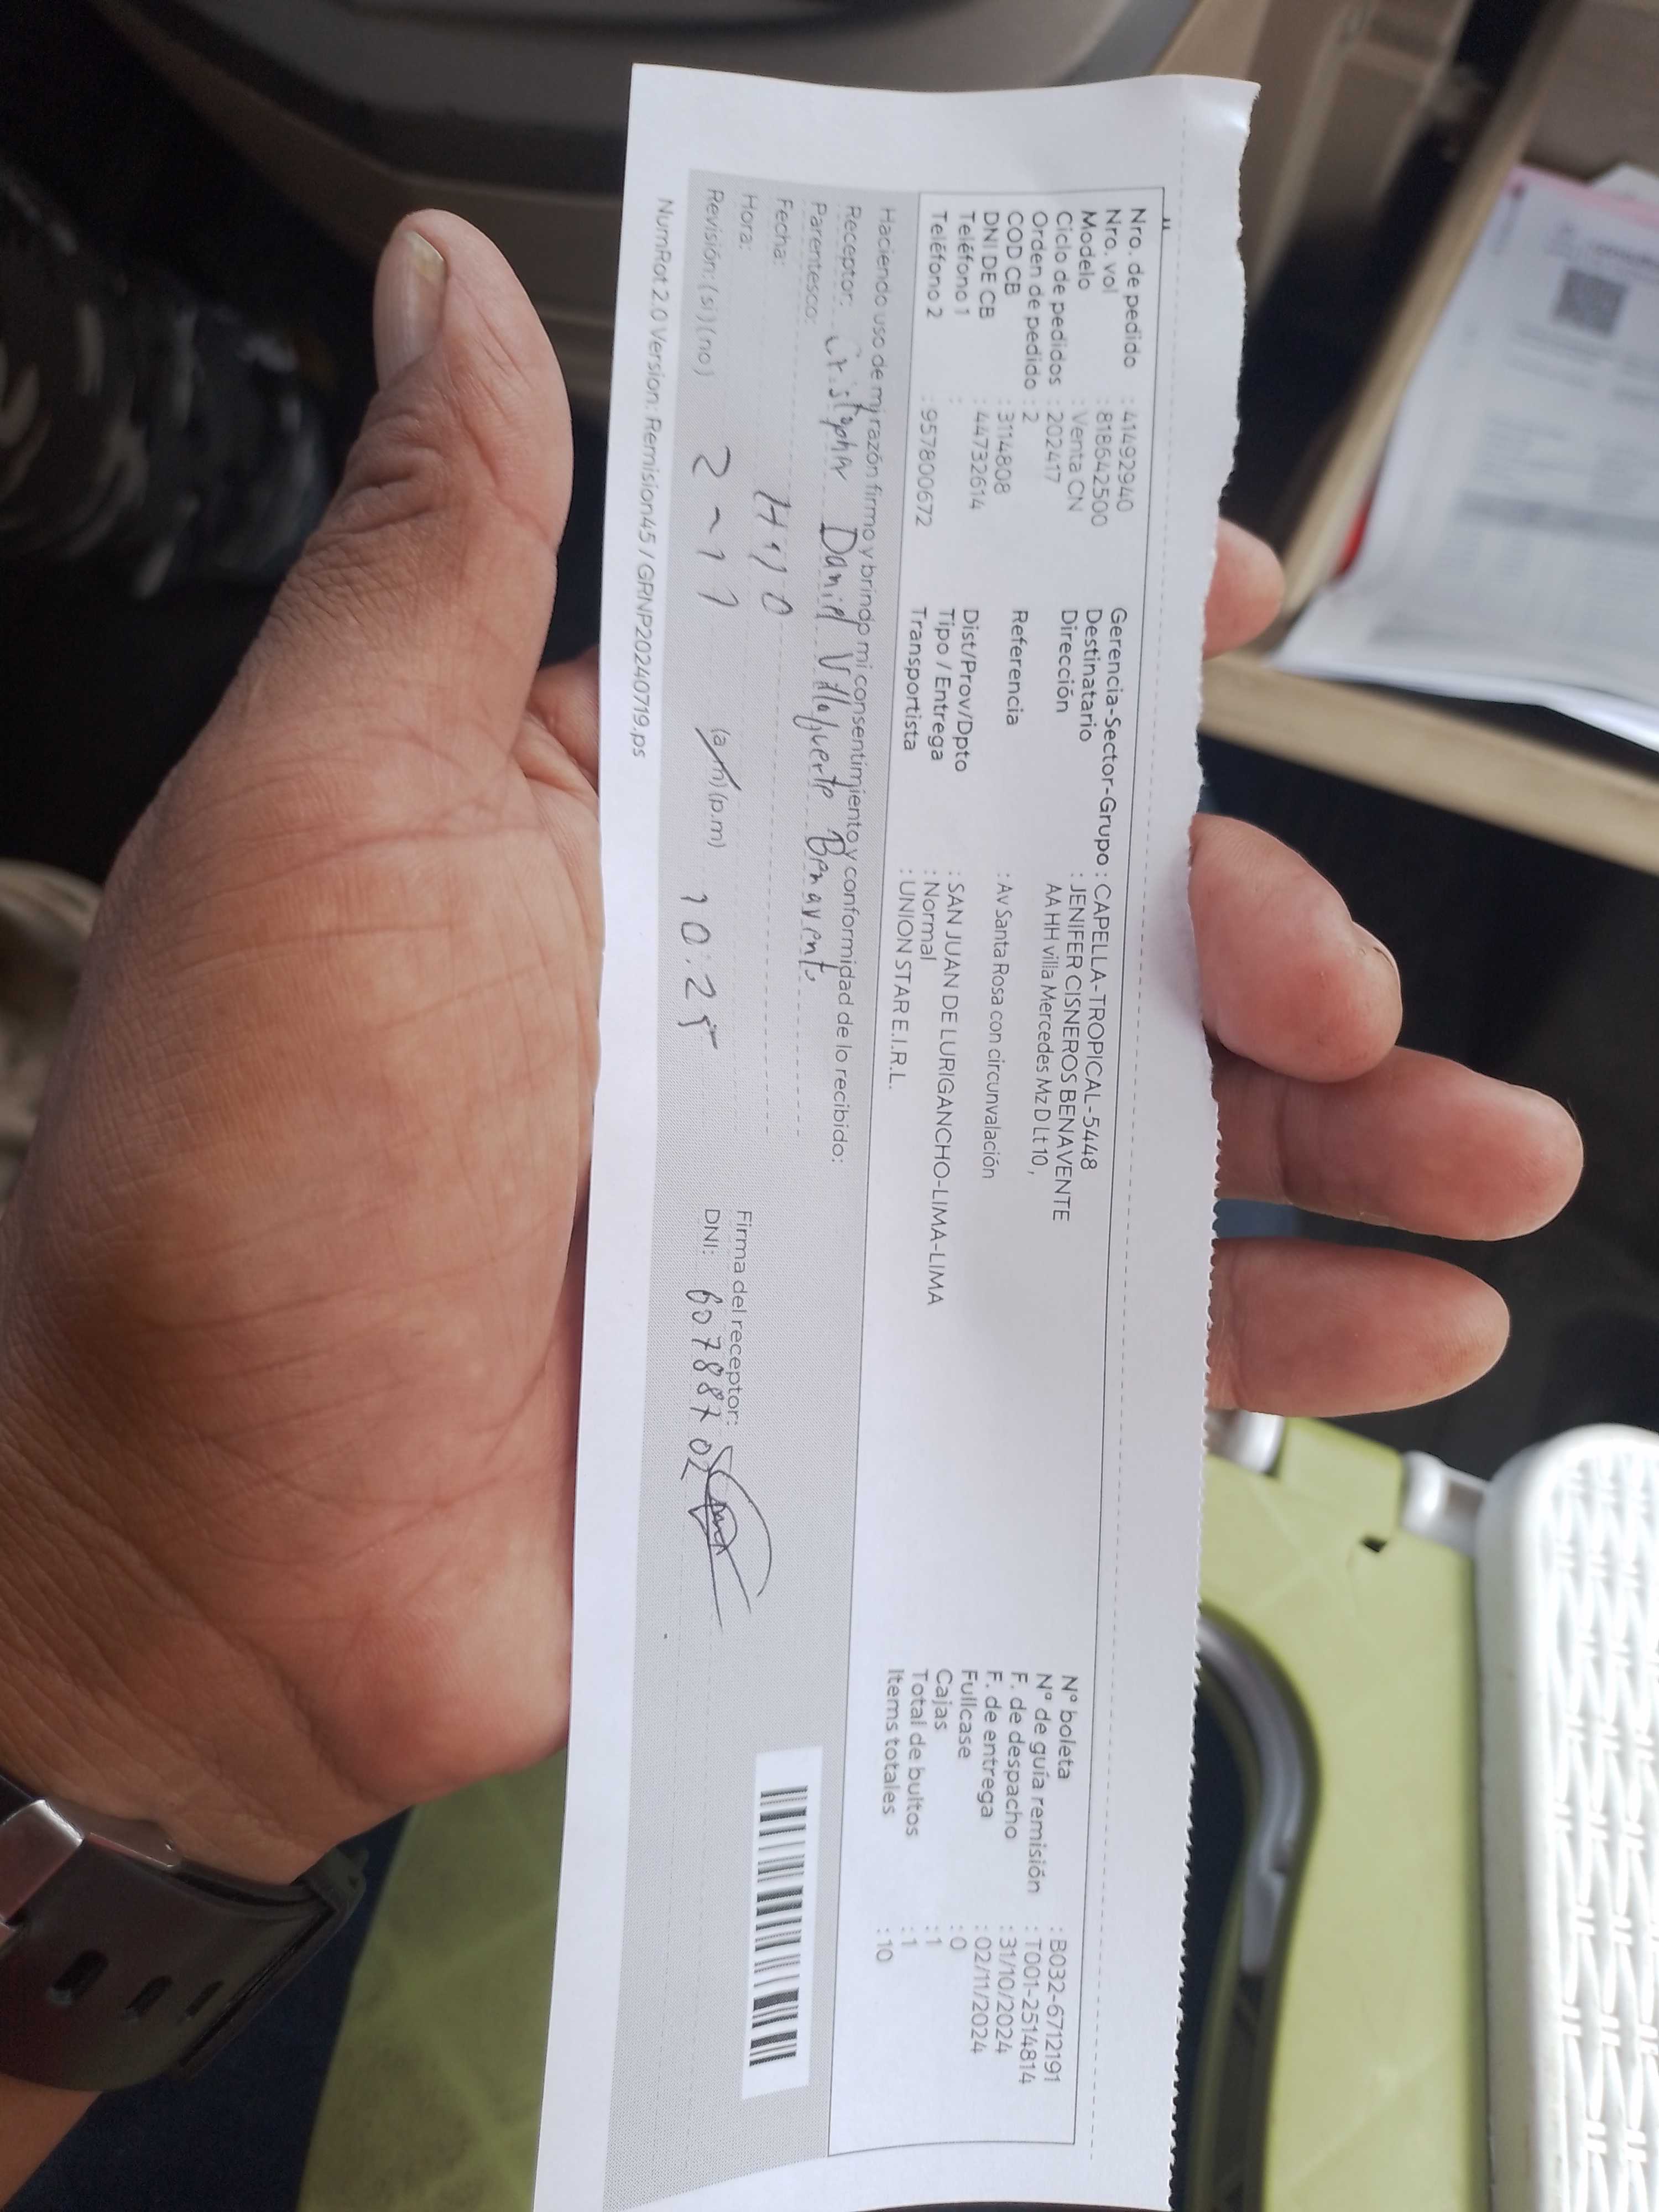 Nro. de pedido : 41492940
Nro. vol : 818642500
Modelo : Venta CN
Ciclo de pedidos : 202417
Orden de pedido : 2
COD CB : 3114808
DNI DE CB : 44732614
Teléfono 1 :
Teléfono 2 : 957800672
Gerencia-Sector-Grupo : CAPELLA-TROPICAL-5448
Destinatario : JENIFER CISNEROS BENAVENTE
Dirección AA HH villa Mercedes Mz D Lt 10 ,
Referencia : Av Santa Rosa con circunvalación
Dist/Prov/Dpto : SAN JUAN DE LURIGANCHO-LIMA-LIMA
Tipo / Entrega : Normal
Transportista : UNION STAR E.I.R.L.
Nº boleta : B032-6712191
Nº de guía remisión : T001-2514814
F. de despacho : 31/10/2024
F. de entrega : 02/11/2024
Fullcase : 0
Cajas : 1
Total de bultos : 1
Items totales : 10
Haciendo uso de mi razón firmo y brindo mi consentimiento y conformidad de lo recibido:
Receptor: Cristopher Daniel Villafuerte Benavente
Parentesco: H
Fecha: 2-11
Hora: (a.m) (p.m) 10:25
Firma del receptor:
Revisión: (si) (no)
DNI: 60788702
NumRot 2.0 Version: Remision45 / GRNP20240719.ps